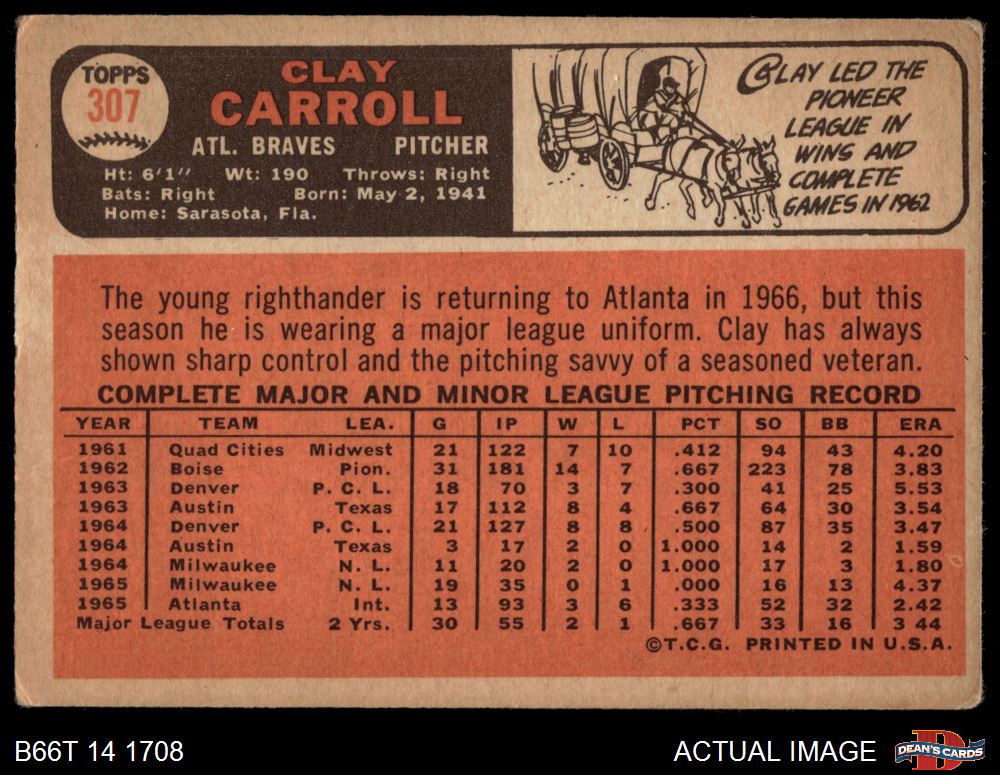 TOPPS
307
CLAY
CARROLL
ATL. BRAVES PITCHER
Ht: 6'1" Wt: 190 Throws: Right
Bats: Right Born: May 2, 1941
Home: Sarasota, Fla.
CLAY LED THE
PIONEER
LEAGUE IN
WINS AND
COMPLETE
GAMES IN 1962
The young righthander is returning to Atlanta in 1966, but this
season he is wearing a major league uniform. Clay has always
shown sharp control and the pitching savvy of a seasoned veteran.
COMPLETE MAJOR AND MINOR LEAGUE PITCHING RECORD
YEAR TEAM LEA. G IP W L PCT SO BB ERA
1961 Quad Cities Midwest 21 122 7 10 .412 94 43 4.20
1962 Boise Pion. 31 181 14 7 .667 223 78 3.83
1963 Denver P. C. L. 18 70 3 7 .300 41 25 5.53
1963 Austin Texas 17 112 8 4 .667 64 30 3.54
1964 Denver P. C. L. 21 127 8 8 .500 87 35 3.47
1964 Austin Texas 3 17 2 0 1.000 14 2 1.59
1964 Milwaukee N. L. 11 20 2 0 1.000 17 3 1.80
1965 Milwaukee N. L. 19 35 0 1 .000 16 13 4.37
1965 Atlanta Int. 13 93 3 6 .333 52 32 2.42
Major League Totals 2 Yrs. 30 55 2 1 .667 33 16 3 44
©T.C.G. PRINTED IN U.S.A.
B66T 14 1708
ACTUAL IMAGE
DEAN'S CARDS